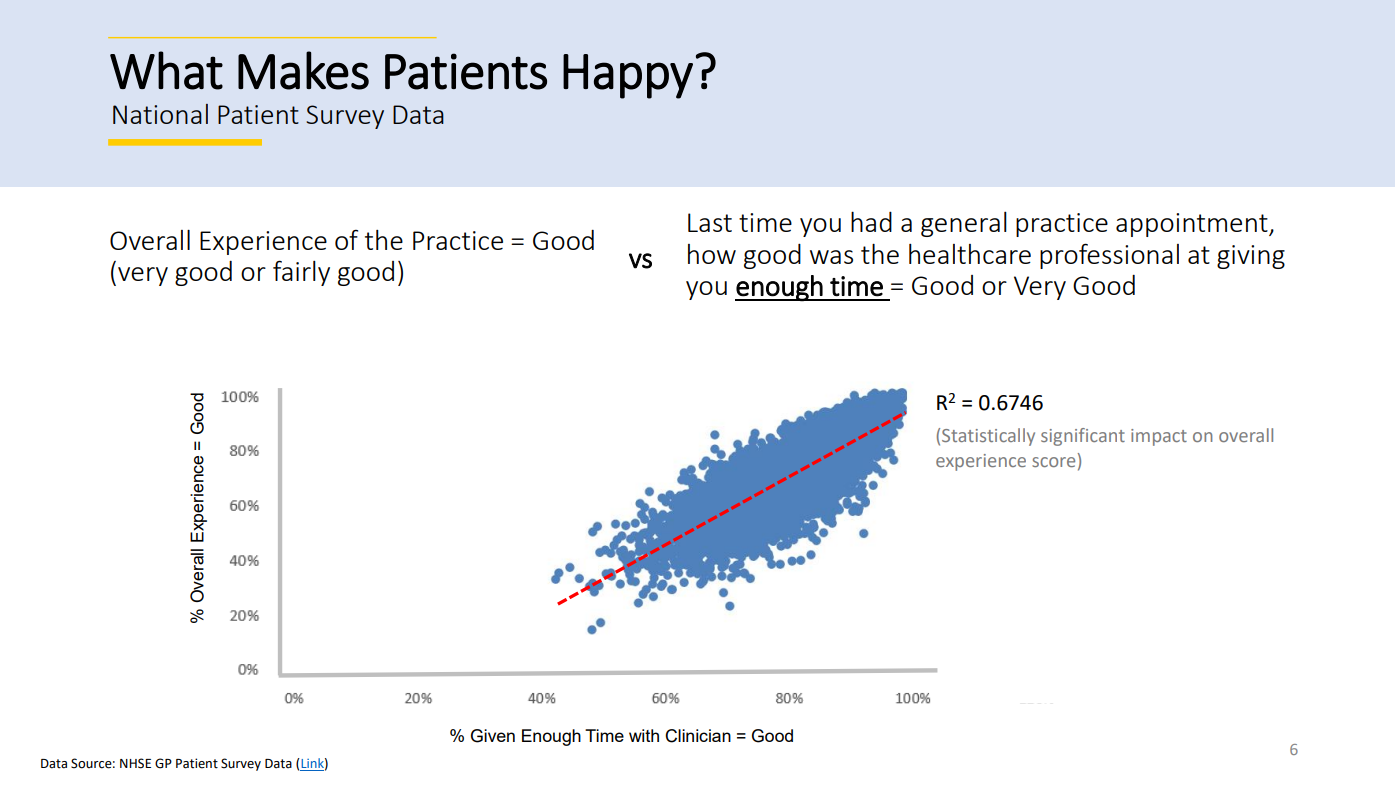 What Makes Patients Happy?
National Patient Survey Data
Overall Experience of the Practice = Good
(very good or fairly good)
vs
Last time you had a general practice appointment,
how good was the healthcare professional at giving
you enough time = Good or Very Good
% Overall Experience = Good
100%
80%
60%
40%
20%
0%
0% 20% 40% 60% 80% 100%
% Given Enough Time with Clinician = Good
R² = 0.6746
(Statistically significant impact on overall
experience score)
Data Source: NHSE GP Patient Survey Data (Link)
6